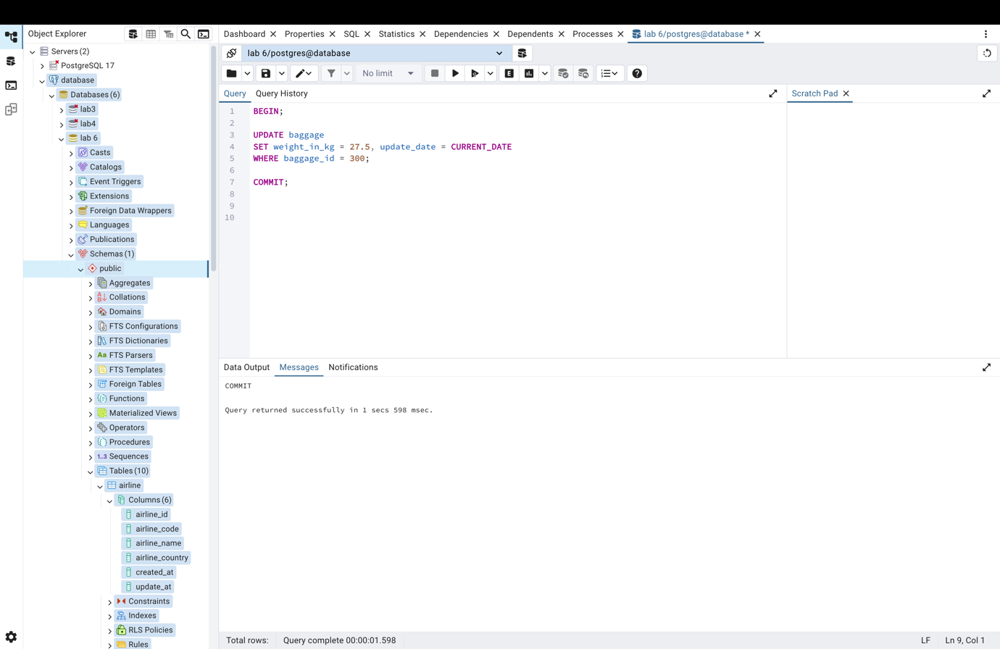 Object Explorer
Servers (2)
PostgreSQL 17
database
Databases (6)
lab3
lab4
lab 6
Casts
Catalogs
Event Triggers
Extensions
Foreign Data Wrappers
Languages
Publications
Schemas (1)
public
Aggregates
Collations
Domains
FTS Configurations
FTS Dictionaries
Aa FTS Parsers
FTS Templates
Foreign Tables
Functions
Materialized Views
Operators
Procedures
1..3 Sequences
Tables (10)
airline
Columns (6)
airline_id
airline_code
airline_name
airline_country
created_at
update_at
Constraints
Indexes
RLS Policies
Rules
Dashboard Properties SQL Statistics Dependencies Dependents Processes lab 6/postgres@database *
lab 6/postgres@database
No limit E
Query Query History
1 BEGIN;
2
3 UPDATE baggage
4 SET weight_in_kg = 27.5, update_date = CURRENT_DATE
5 WHERE baggage_id = 300;
6
7 COMMIT;
8
9
10
Scratch Pad
Data Output Messages Notifications
COMMIT
Query returned successfully in 1 secs 598 msec.
Total rows: Query complete 00:00:01.598 LF Ln 9, Col 1